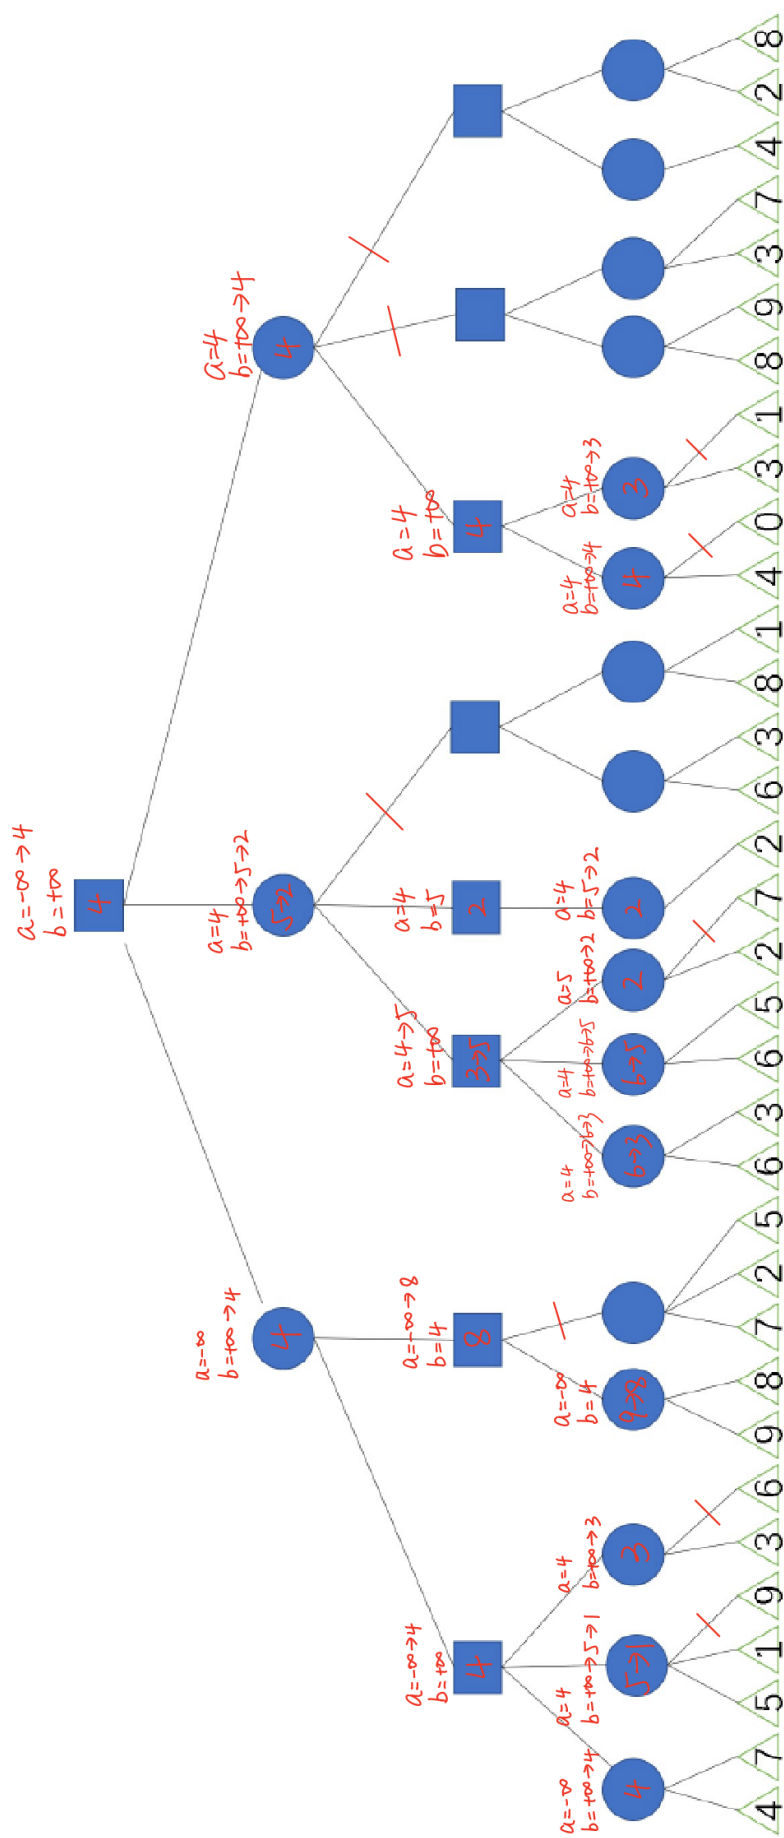 a=-∞→4
b=+∞
4
a=-∞
b=+∞→4
4
a=4
b=+∞→5→2
5→2
a=4
b=+∞→4
4
a=-∞→4
b=+∞
4
a=-∞→8
b=4
8
a=4→5
b=+∞
3→5
a=4
b=5
2
a=4
b=+∞
4
a=-∞
b=+∞→4
4
a=4
b=+∞→5→1
5→1
a=4
b=+∞→3
3
a=-∞
b=4
9→8
a=4
b=+∞→6→3
6→3
a=4
b=+∞→6→5
6→5
a=5
b=+∞→2
2
a=4
b=5→2
2
a=4
b=+∞→4
4
a=4
b=+∞→3
3
4 7 5 1 9 3 6 9 8 7 2 5 6 3 6 5 2 7 2 6 3 8 1 4 0 3 1 8 9 3 7 4 2 8